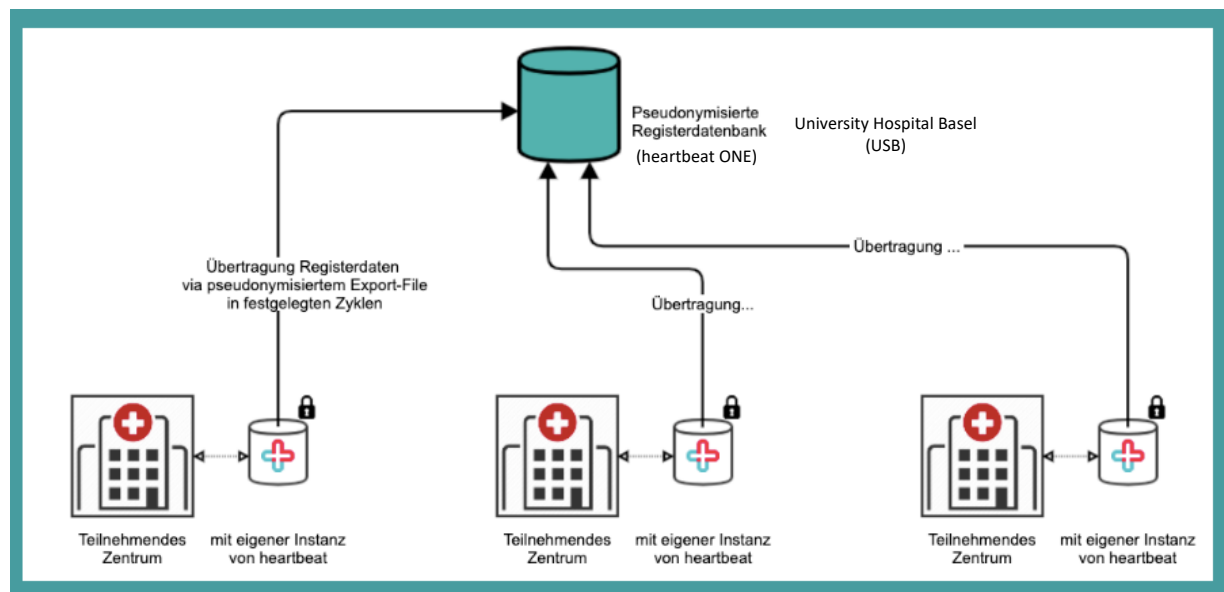 Pseudonymisierte
Registerdatenbank
(heartbeat ONE)
University Hospital Basel
(USB)
Übertragung ...
Übertragung Registerdaten
via pseudonymisiertem Export-File
in festgelegten Zyklen
Übertragung...
Teilnehmendes
Zentrum
mit eigener Instanz
von heartbeat
Teilnehmendes
Zentrum
mit eigener Instanz
von heartbeat
Teilnehmendes
Zentrum
mit eigener Instanz
von heartbeat